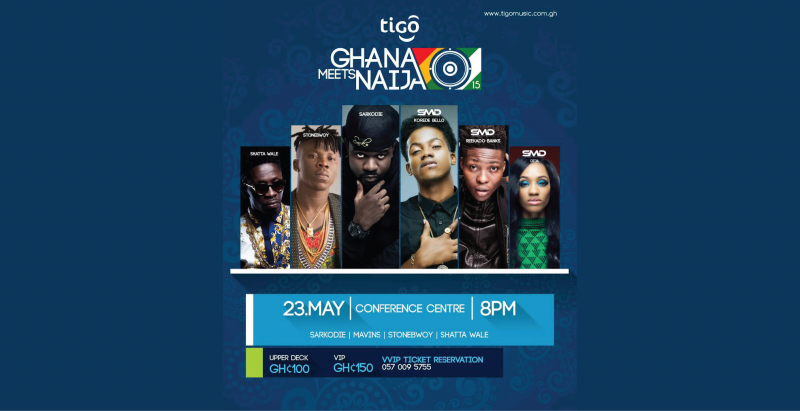 www.tigomusic.com.gh
tigo
GHANA
MEETS
NAIJA
15
SHATTA WALE
STONEBWOY
SARKODIE
SMD
KOREDE BELLO
SMD
REEKADO BANKS
SMD
DI'JA
23.MAY | CONFERENCE CENTRE | 8PM
SARKODIE | MAVINS | STONEBWOY | SHATTA WALE
UPPER DECK
GH¢100
VIP
GH¢150
VVIP TICKET RESERVATION
057 009 5755